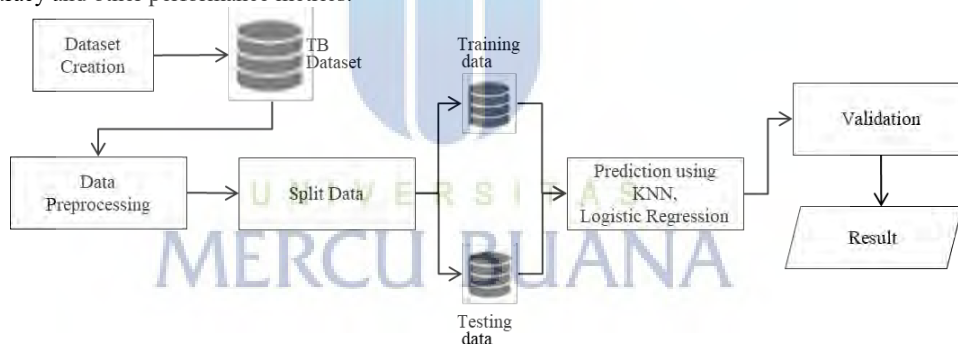 and other performance metrics.
Dataset
Creation
TB
Dataset
Training
data
Validation
Data
Preprocessing
Split Data
Prediction using
KNN,
Logistic Regression
Result
Testing
data
UNIVERSITAS
MERCU BUANA